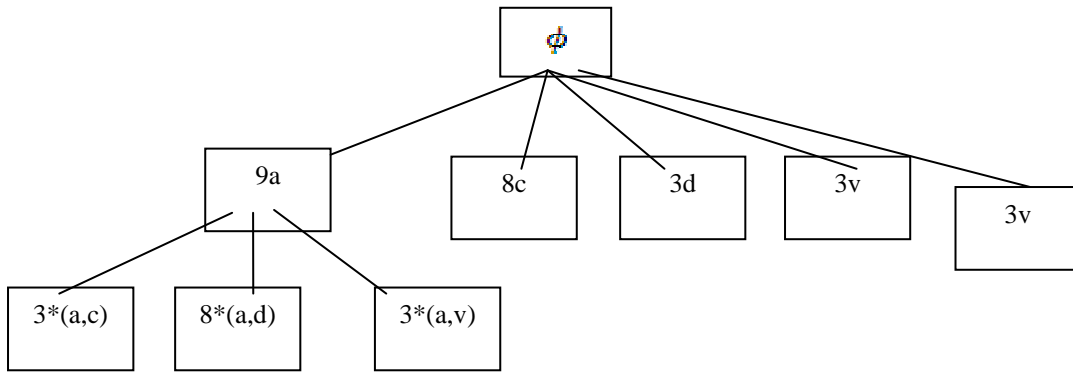 ϕ
9a
8c
3d
3v
3v
3*(a,c)
8*(a,d)
3*(a,v)